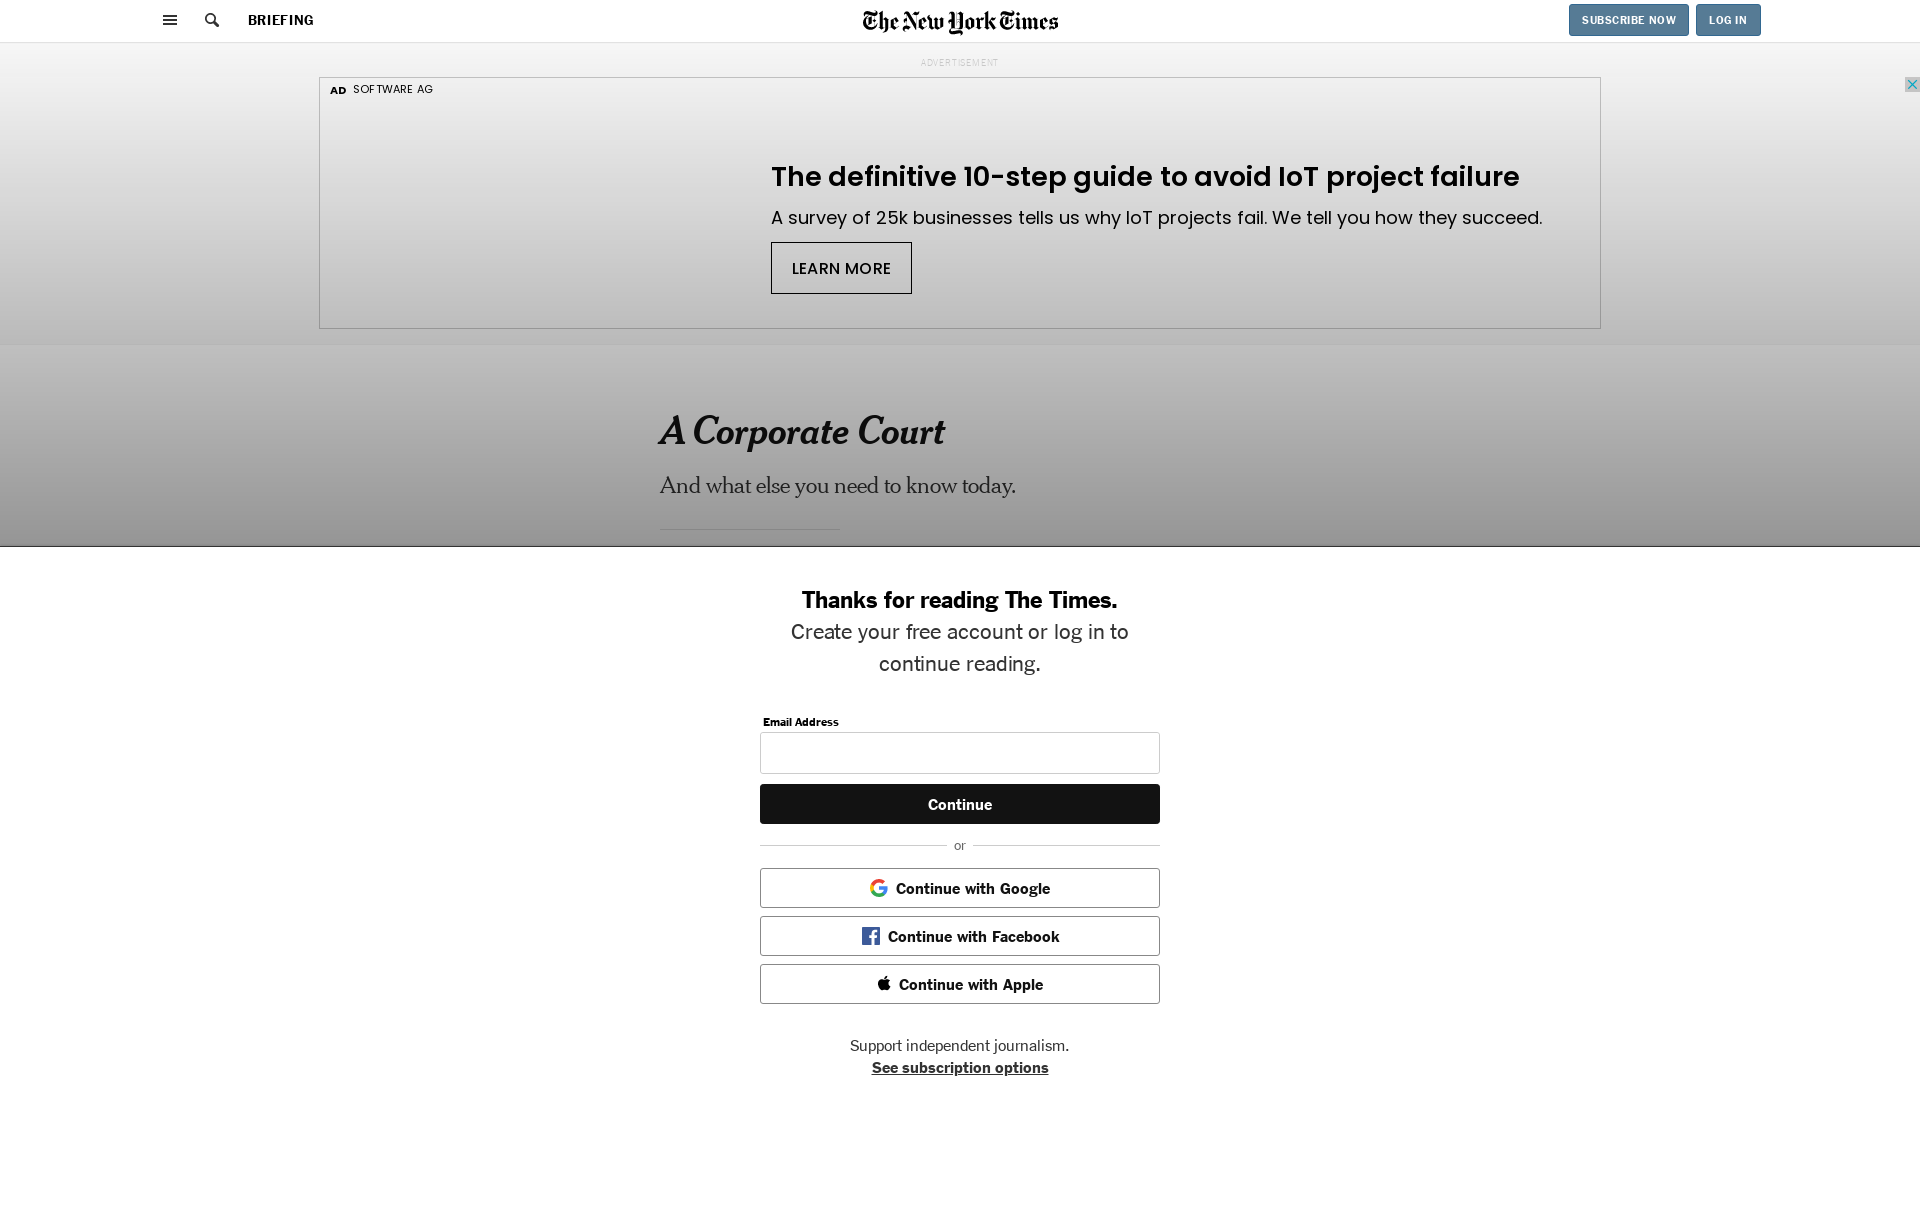 BRIEFING
The New York Times
SUBSCRIBE NOW
LOG IN
ADVERTISEMENT
AD SOFTWARE AG
The definitive 10-step guide to avoid IoT project failure
A survey of 25k businesses tells us why IoT projects fail. We tell you how they succeed.
LEARN MORE
A Corporate Court
And what else you need to know today.
Thanks for reading The Times.
Create your free account or log in to
continue reading.
Email Address
Continue
or
Continue with Google
Continue with Facebook
Continue with Apple
Support independent journalism.
See subscription options